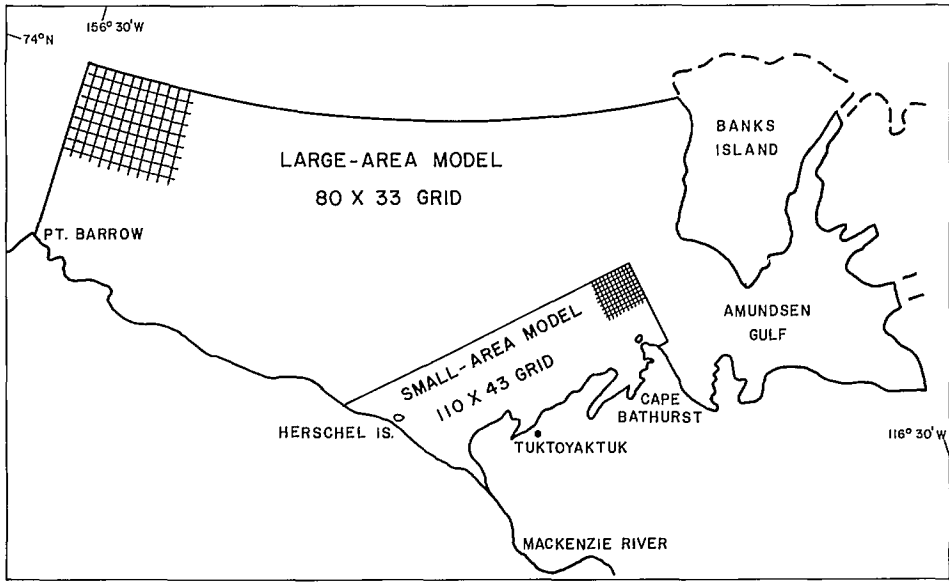 156° 30'W
74°N
LARGE-AREA MODEL
80 X 33 GRID
BANKS
ISLAND
PT. BARROW
AMUNDSEN
GULF
SMALL-AREA MODEL
110 X 43 GRID
CAPE
BATHURST
HERSCHEL IS.
TUKTOYAKTUK
116° 30'W
MACKENZIE RIVER